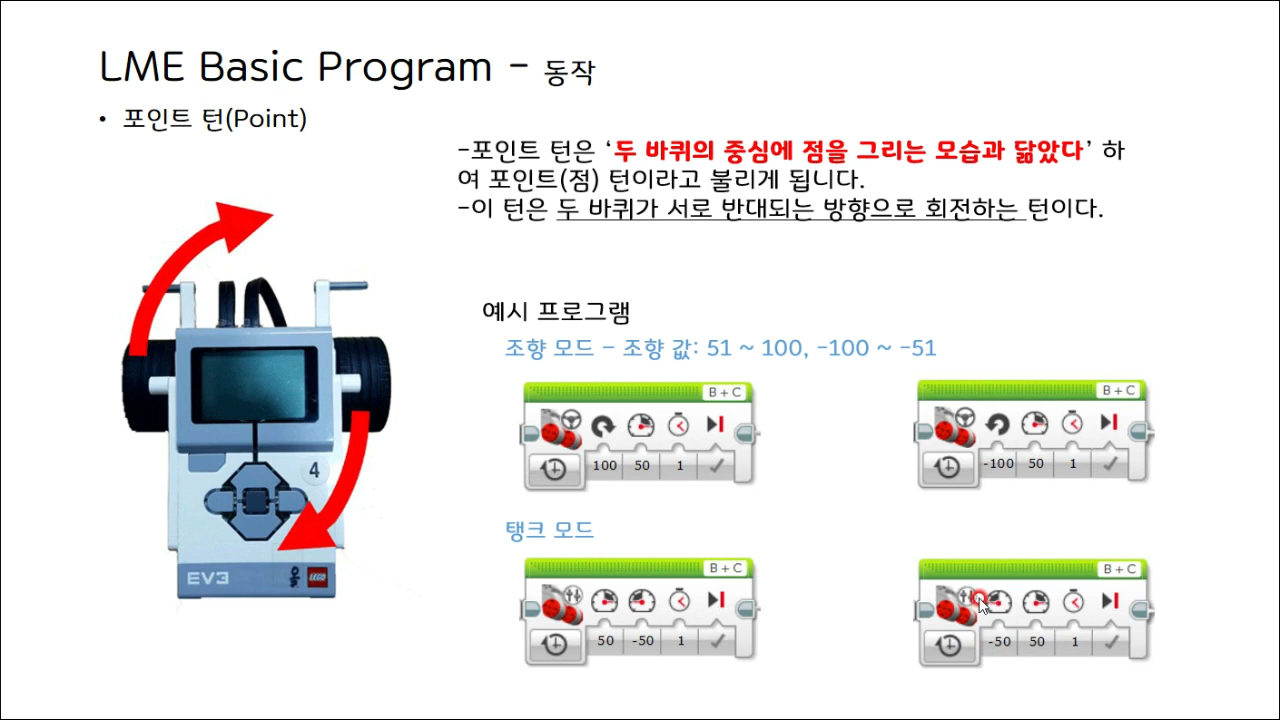 LME Basic Program - 동작
• 포인트 턴(Point)
-포인트 턴은 ‘두 바퀴의 중심에 점을 그리는 모습과 닮았다’ 하
여 포인트(점) 턴이라고 불리게 됩니다.
-이 턴은 두 바퀴가 서로 반대되는 방향으로 회전하는 턴이다.
예시 프로그램
조향 모드 - 조향 값: 51 ~ 100, -100 ~ -51
B + C
100 50 1
B + C
-100 50 1
탱크 모드
B + C
50 -50 1
B + C
-50 50 1
4
EV3
LEGO